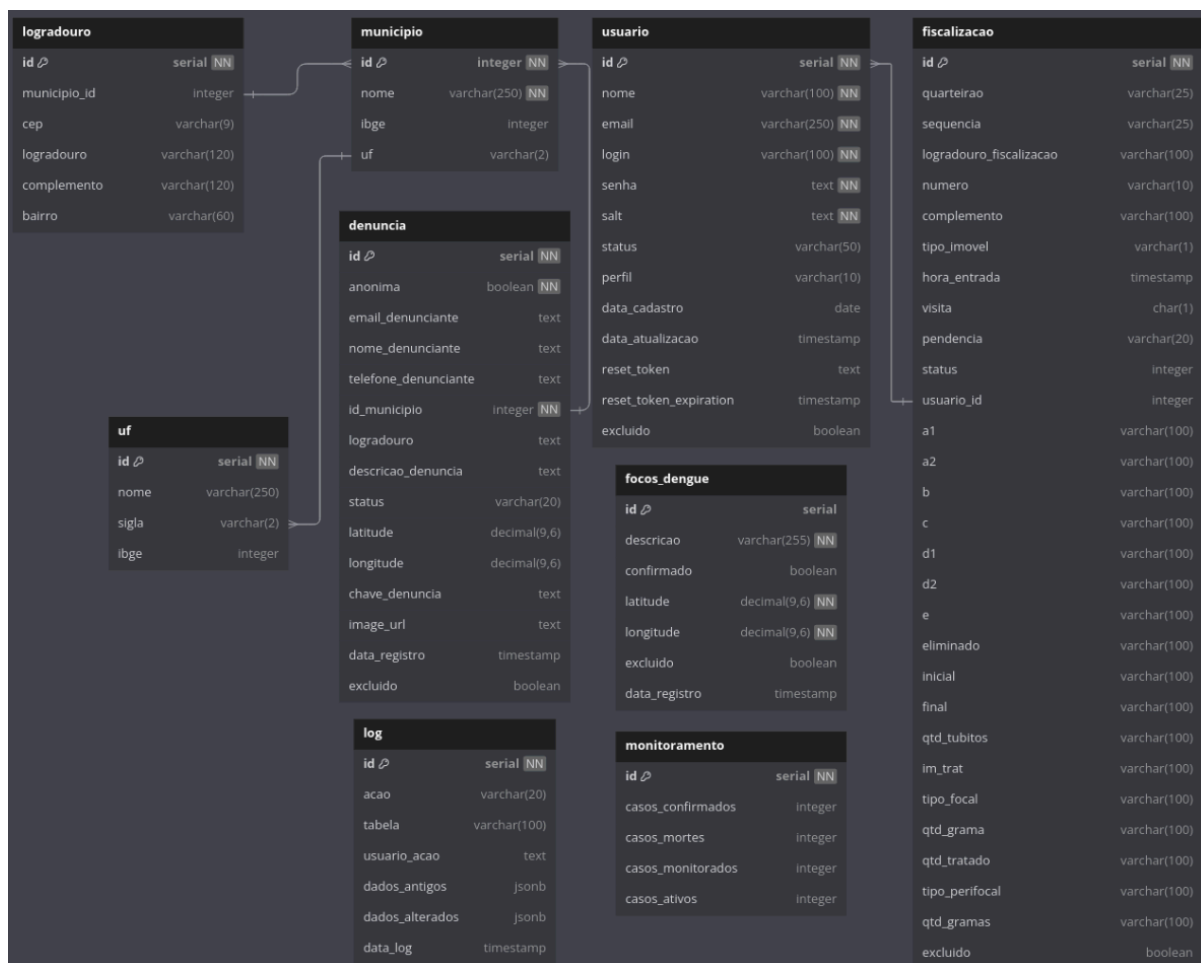 logradouro
id serial NN
municipio_id integer
cep varchar(9)
logradouro varchar(120)
complemento varchar(120)
bairro varchar(60)
municipio
id integer NN
nome varchar(250) NN
ibge integer
uf varchar(2)
denuncia
id serial NN
anonima boolean NN
email_denunciante text
nome_denunciante text
telefone_denunciante text
id_municipio integer NN
logradouro text
descricao_denuncia text
status varchar(20)
latitude decimal(9,6)
longitude decimal(9,6)
chave_denuncia text
image_url text
data_registro timestamp
excluido boolean
uf
id serial NN
nome varchar(250)
sigla varchar(2)
ibge integer
log
id serial NN
acao varchar(20)
tabela varchar(100)
usuario_acao text
dados_antigos jsonb
dados_alterados jsonb
data_log timestamp
usuario
id serial NN
nome varchar(100) NN
email varchar(250) NN
login varchar(100) NN
senha text NN
salt text NN
status varchar(50)
perfil varchar(10)
data_cadastro date
data_atualizacao timestamp
reset_token text
reset_token_expiration timestamp
excluido boolean
focos_dengue
id serial
descricao varchar(255) NN
confirmado boolean
latitude decimal(9,6) NN
longitude decimal(9,6) NN
excluido boolean
data_registro timestamp
monitoramento
id serial NN
casos_confirmados integer
casos_mortes integer
casos_monitorados integer
casos_ativos integer
fiscalizacao
id serial NN
quarteirao varchar(25)
sequencia varchar(25)
logradouro_fiscalizacao varchar(100)
numero varchar(10)
complemento varchar(100)
tipo_imovel varchar(1)
hora_entrada timestamp
visita char(1)
pendencia varchar(20)
status integer
usuario_id integer
a1 varchar(100)
a2 varchar(100)
b varchar(100)
c varchar(100)
d1 varchar(100)
d2 varchar(100)
e varchar(100)
eliminado varchar(100)
inicial varchar(100)
final varchar(100)
qtd_tubitos varchar(100)
im_trat varchar(100)
tipo_focal varchar(100)
qtd_grama varchar(100)
qtd_tratado varchar(100)
tipo_perifocal varchar(100)
qtd_gramas varchar(100)
excluido boolean